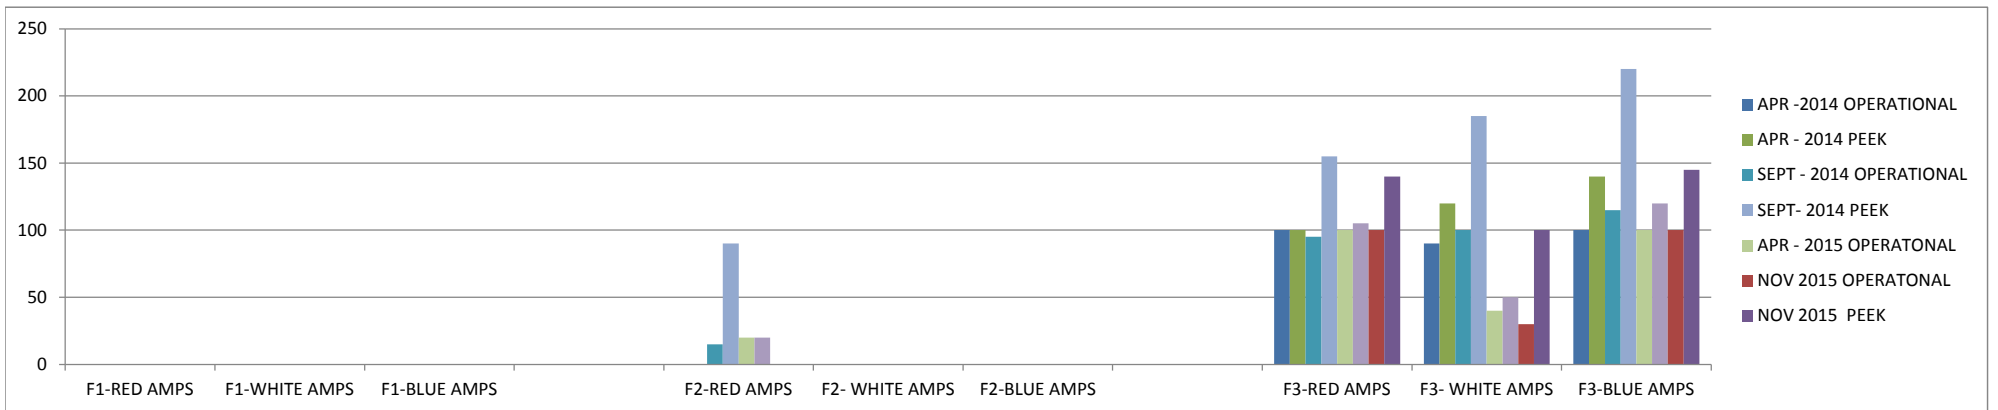 250
200
150
100
50
0
F1-RED AMPS F1-WHITE AMPS F1-BLUE AMPS F2-RED AMPS F2- WHITE AMPS F2-BLUE AMPS F3-RED AMPS F3- WHITE AMPS F3-BLUE AMPS
APR -2014 OPERATIONAL
APR - 2014 PEEK
SEPT - 2014 OPERATIONAL
SEPT- 2014 PEEK
APR - 2015 OPERATONAL
NOV 2015 OPERATONAL
NOV 2015  PEEK